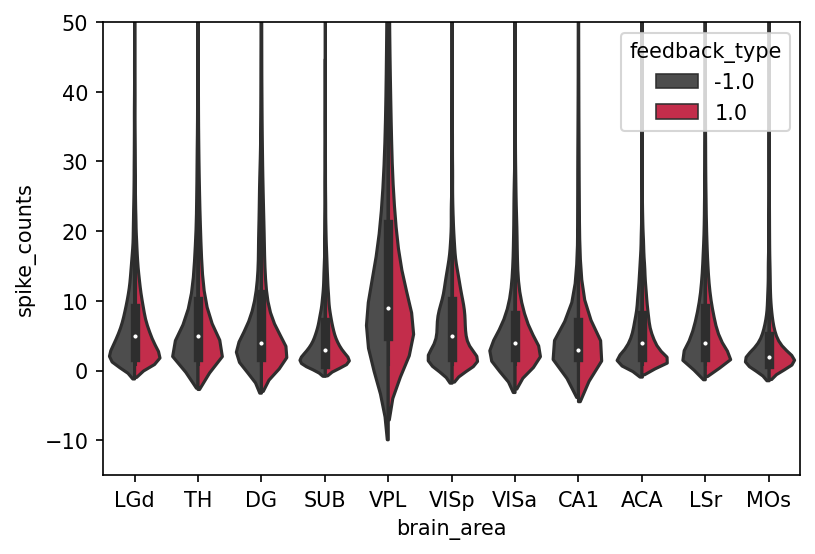 50
40
30
20
10
0
−10
spike_counts
feedback_type
-1.0
1.0
LGd TH DG SUB VPL VISp VISa CA1 ACA LSr MOs
brain_area